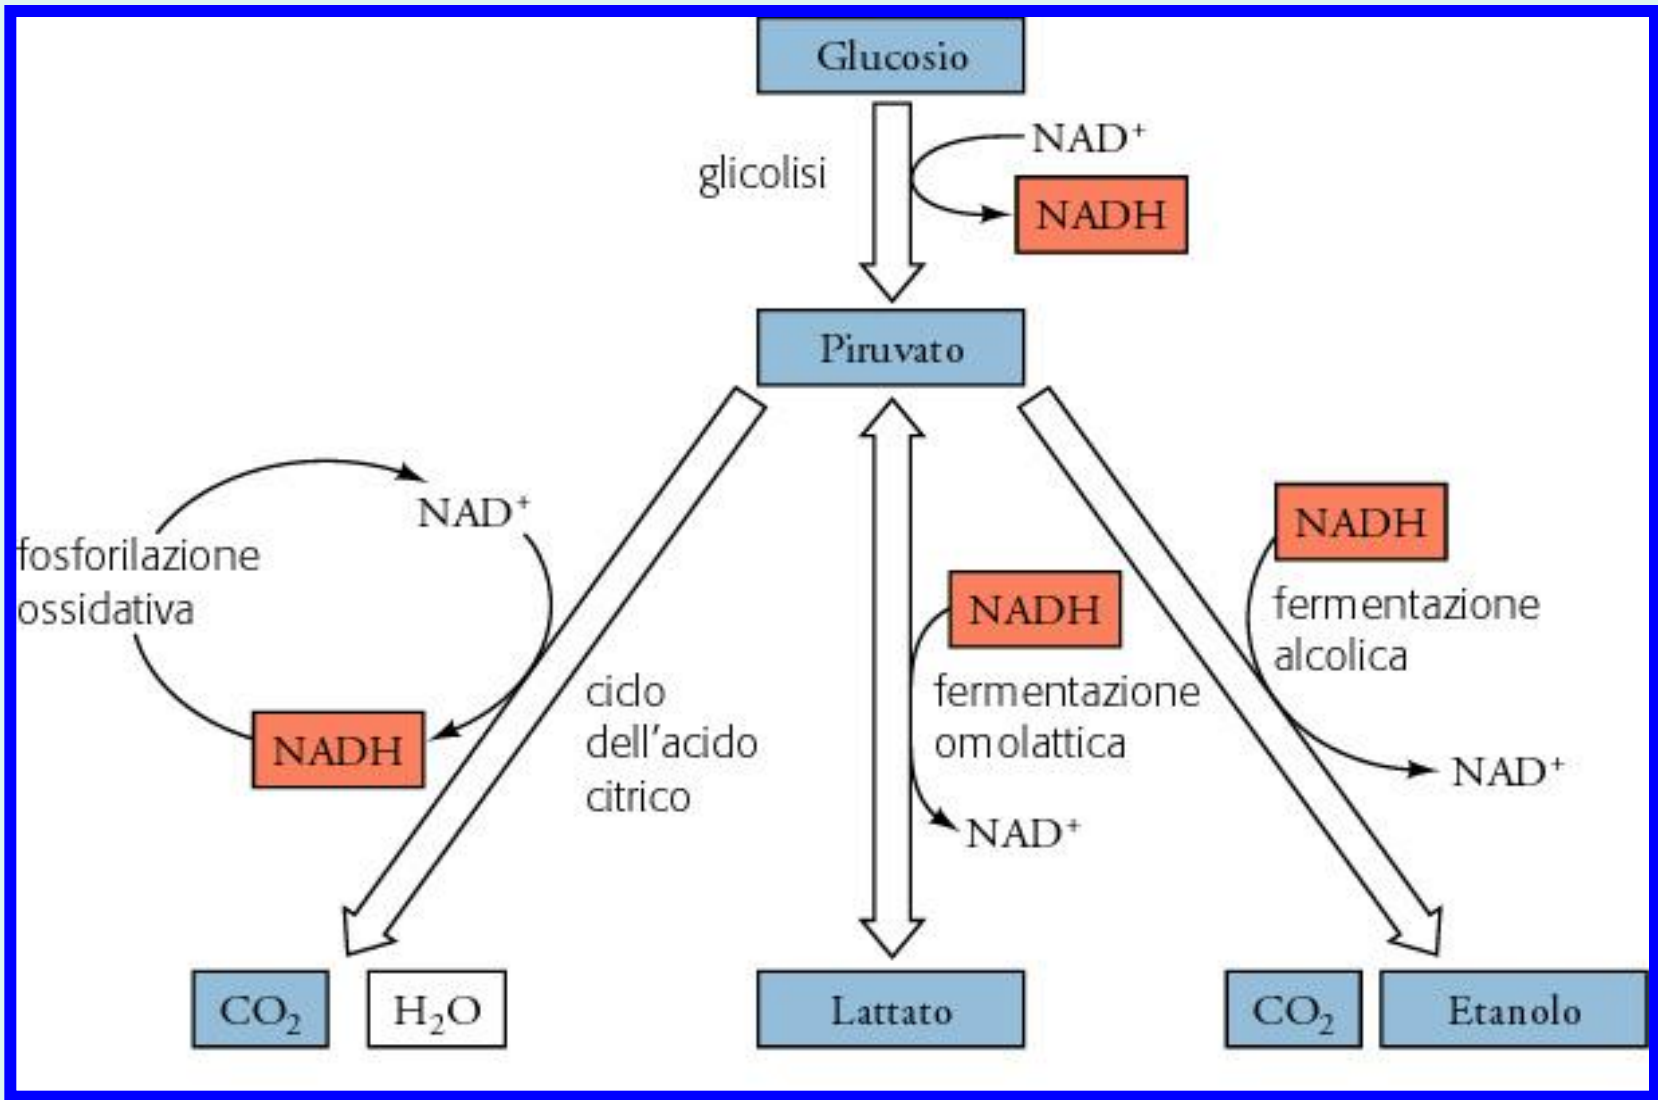 Glucosio
NAD⁺
glicolisi
NADH
Piruvato
NAD⁺
fosforilazione
ossidativa
NADH
ciclo
dell'acido
citrico
NADH
fermentazione
omolattica
NAD⁺
NADH
fermentazione
alcolica
NAD⁺
CO₂
H₂O
Lattato
CO₂
Etanolo